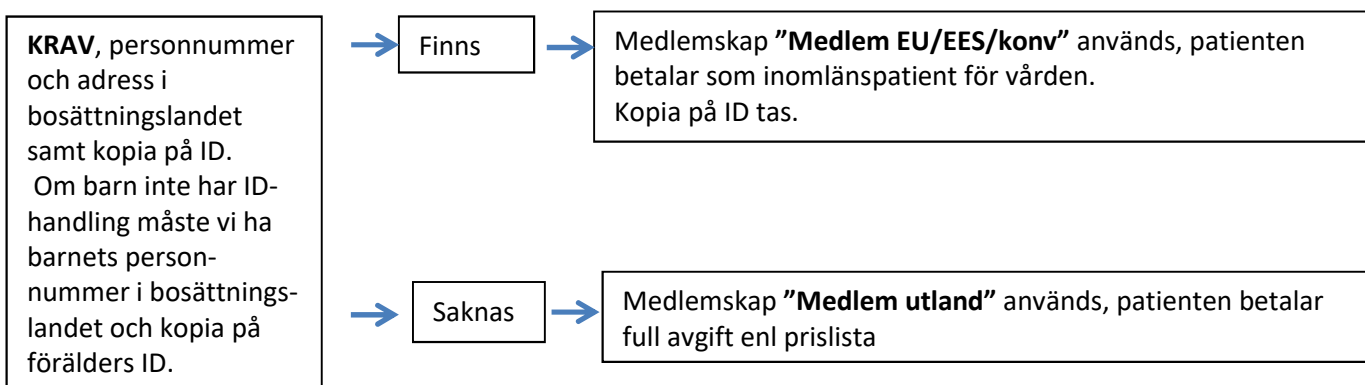 KRAV, personnummer
och adress i
bosättningslandet
samt kopia på ID.
Om barn inte har ID-
handling måste vi ha
barnets person-
nummer i bosättnings-
landet och kopia på
förälders ID.
Finns
Medlemskap ”Medlem EU/EES/konv” används, patienten
betalar som inomlänspatient för vården.
Kopia på ID tas.
Saknas
Medlemskap ”Medlem utland” används, patienten betalar
full avgift enl prislista